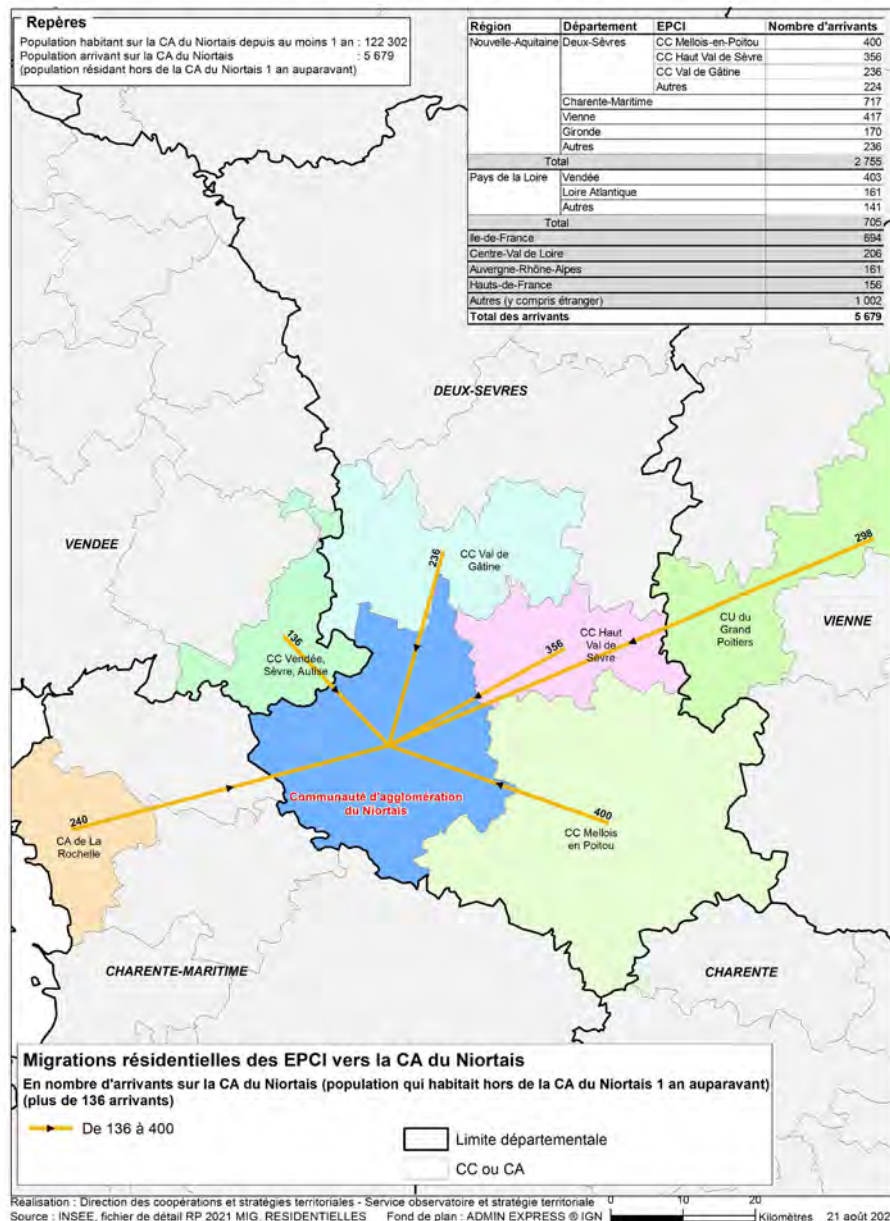 Repères
Population habitant sur la CA du Niortais depuis au moins 1 an : 122 302
Population arrivant sur la CA du Niortais : 5 679
(population résidant hors de la CA du Niortais 1 an auparavant)
Région Département EPCI Nombre d'arrivants
Nouvelle-Aquitaine Deux-Sèvres CC Mellois-en-Poitou 400
CC Haut Val de Sèvre 356
CC Val de Gâtine 236
Autres 224
Charente-Maritime 717
Vienne 417
Gironde 170
Autres 236
Total 2 755
Pays de la Loire Vendée 403
Loire Atlantique 161
Autres 141
Total 705
Ile-de-France 694
Centre-Val de Loire 206
Auvergne-Rhône-Alpes 161
Hauts-de-France 156
Autres (y compris étranger) 1 002
Total des arrivants 5 679
DEUX-SEVRES
VENDEE
236
CC Val de
Gâtine
298
CU du
Grand
Poitiers
VIENNE
136
CC Vendée,
Sèvre, Autise
356
CC Haut
Val de
Sèvre
Communauté d'agglomération
du Niortais
240
CA de La
Rochelle
400
CC Mellois
en Poitou
CHARENTE-MARITIME
CHARENTE
Migrations résidentielles des EPCI vers la CA du Niortais
En nombre d'arrivants sur la CA du Niortais (population qui habitait hors de la CA du Niortais 1 an auparavant)
(plus de 136 arrivants)
De 136 à 400
Limite départementale
CC ou CA
Réalisation : Direction des coopérations et stratégies territoriales - Service observatoire et stratégie territoriale
0 10 20
Source : INSEE, fichier de détail RP 2021 MIG. RESIDENTIELLES Fond de plan : ADMIN EXPRESS ® IGN Kilomètres 21 août 202